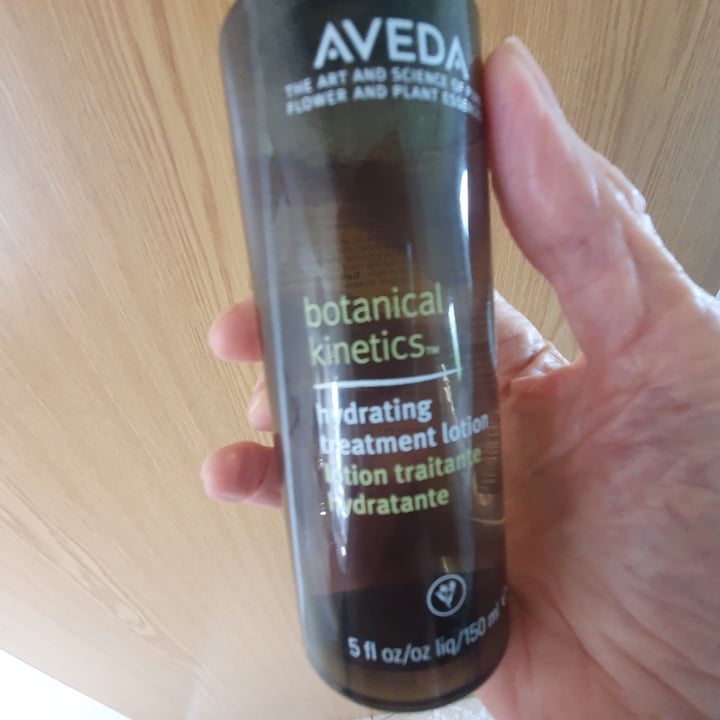 AVEDA
THE ART AND SCIENCE OF
FLOWER AND PLANT
botanical
kinetics™
hydrating
treatment lotion
lotion traitante
hydratante
5 fl oz/oz liq/150 ml